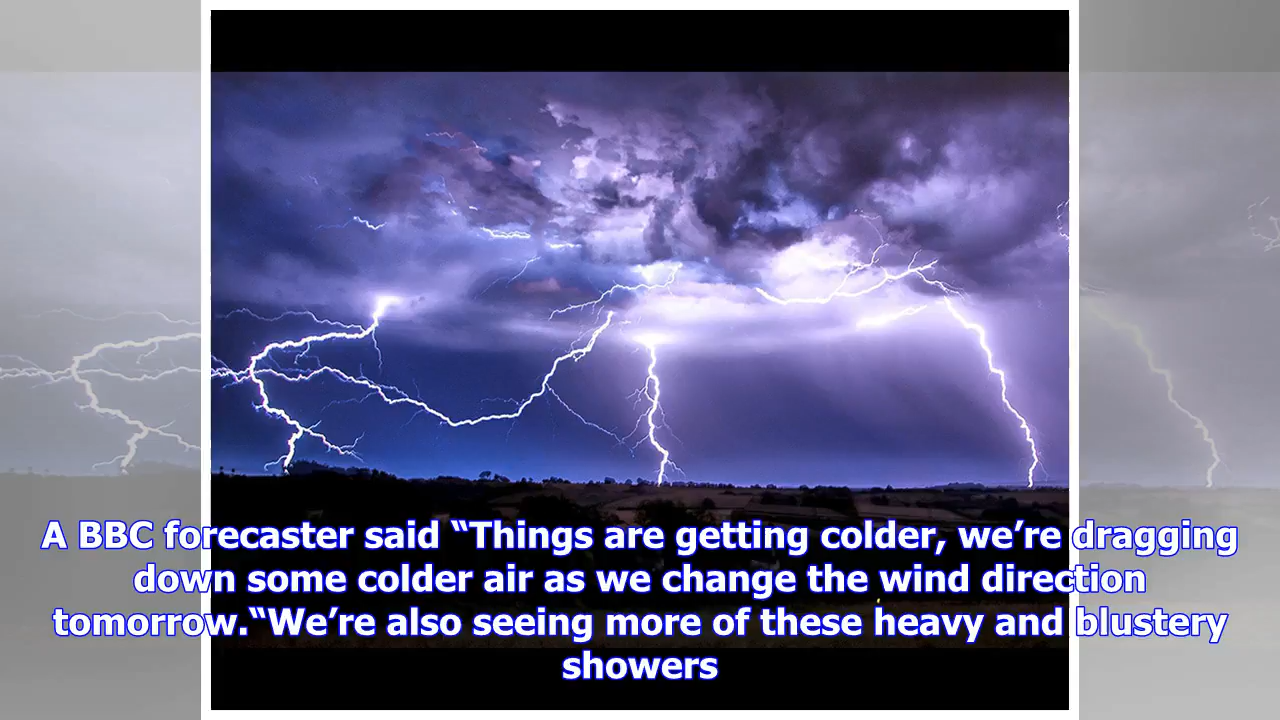 A BBC forecaster said “Things are getting colder, we’re dragging
down some colder air as we change the wind direction
tomorrow.“We’re also seeing more of these heavy and blustery
showers